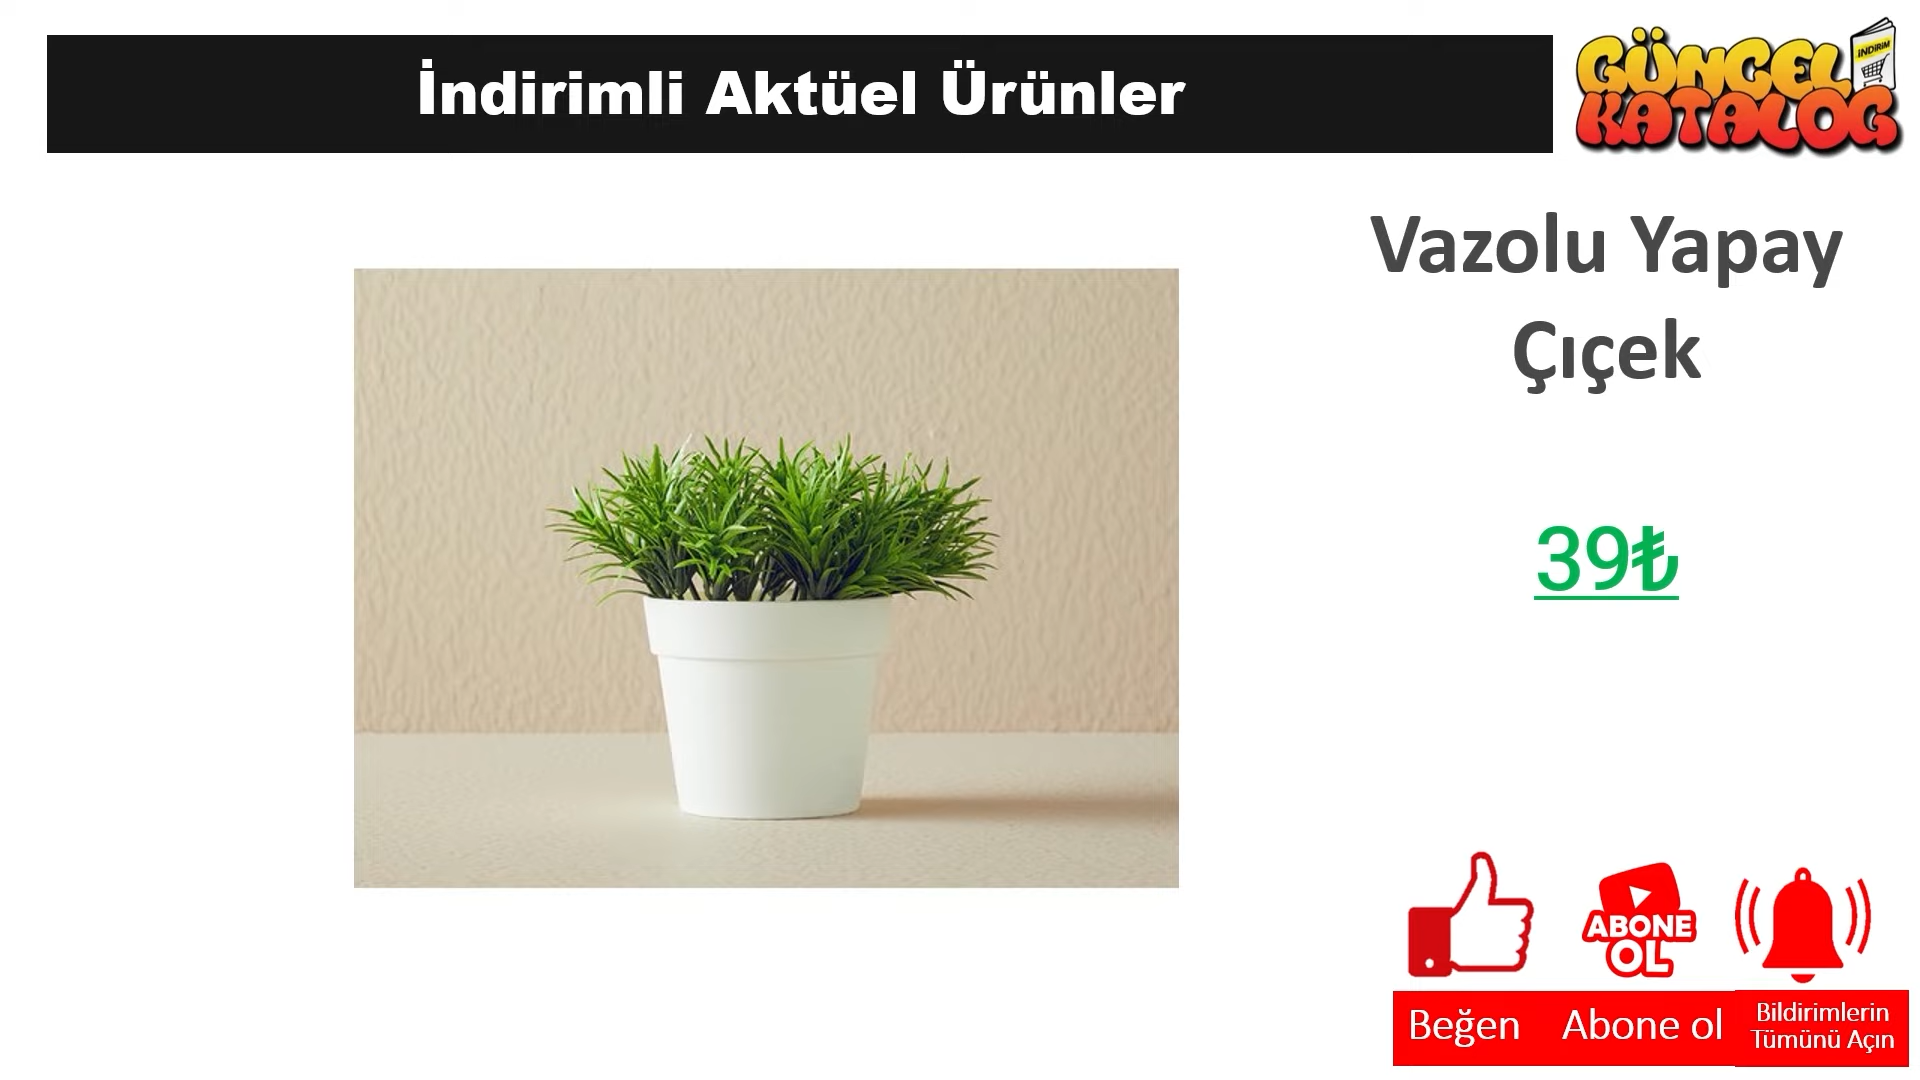 İndirimli Aktüel Ürünler
GÜNCEL
KATALOG
İNDİRİM
Vazolu Yapay
Çıçek
39₺
ABONE
OL
Beğen
Abone ol
Bildirimlerin
Tümünü Açın